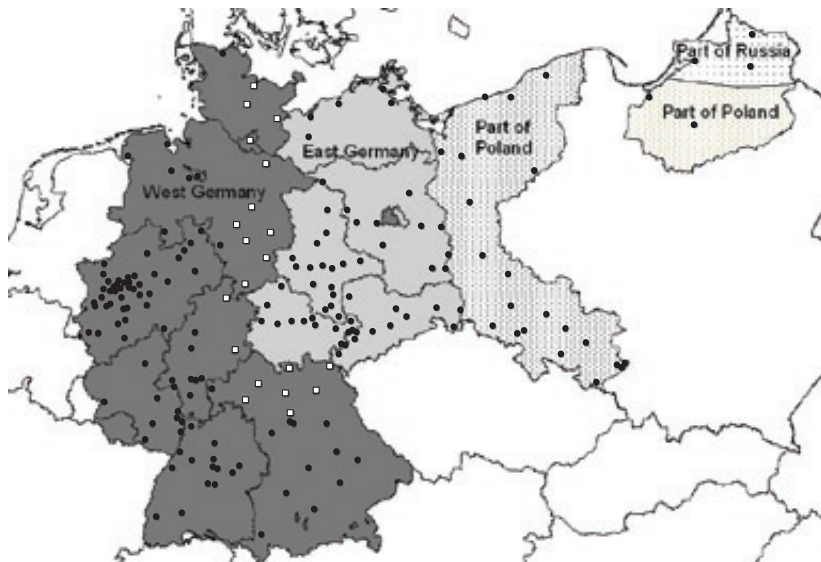 Part of Russia
Part of Poland
Part of
Poland
East Germany
West Germany